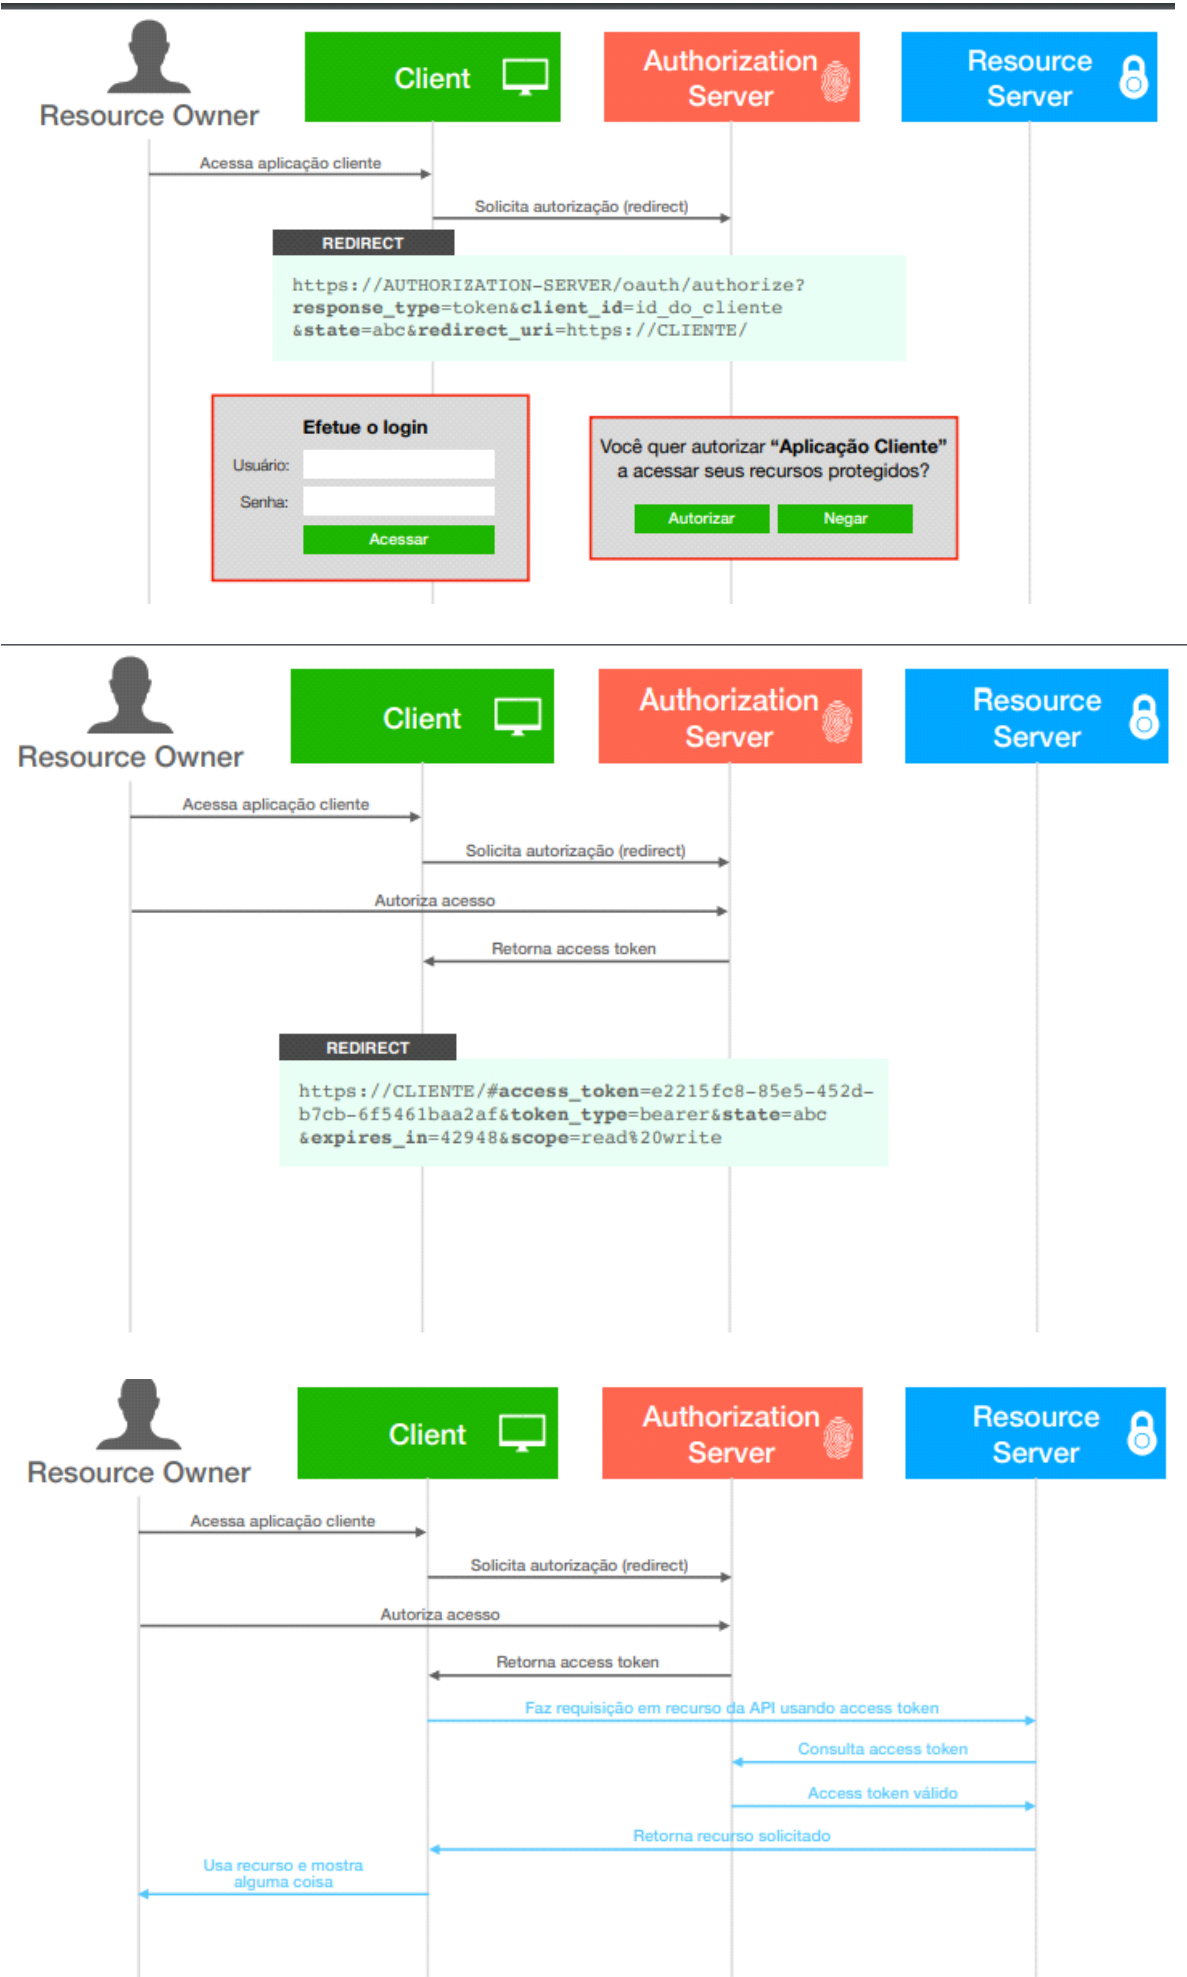 Resource Owner
Client
Authorization
Server
Resource
Server
Acessa aplicação cliente
Solicita autorização (redirect)
REDIRECT
https://AUTHORIZATION-SERVER/oauth/authorize?
response_type=token&client_id=id_do_cliente
&state=abc&redirect_uri=https://CLIENTE/
Efetue o login
Usuário:
Senha:
Acessar
Você quer autorizar “Aplicação Cliente”
a acessar seus recursos protegidos?
Autorizar
Negar
Resource Owner
Client
Authorization
Server
Resource
Server
Acessa aplicação cliente
Solicita autorização (redirect)
Autoriza acesso
Retorna access token
REDIRECT
https://CLIENTE/#access_token=e2215fc8-85e5-452d-
b7cb-6f5461baa2af&token_type=bearer&state=abc
&expires_in=42948&scope=read%20write
Resource Owner
Client
Authorization
Server
Resource
Server
Acessa aplicação cliente
Solicita autorização (redirect)
Autoriza acesso
Retorna access token
Faz requisição em recurso da API usando access token
Consulta access token
Access token válido
Retorna recurso solicitado
Usa recurso e mostra
alguma coisa